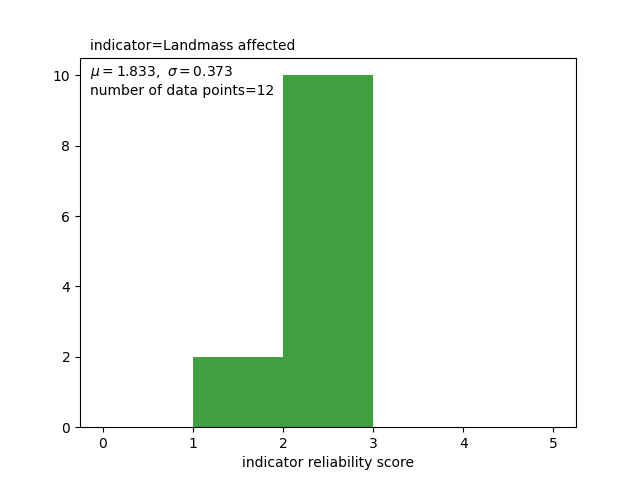 indicator=Landmass affected
μ = 1.833, σ = 0.373
number of data points=12
10
8
6
4
2
0
0 1 2 3 4 5
indicator reliability score